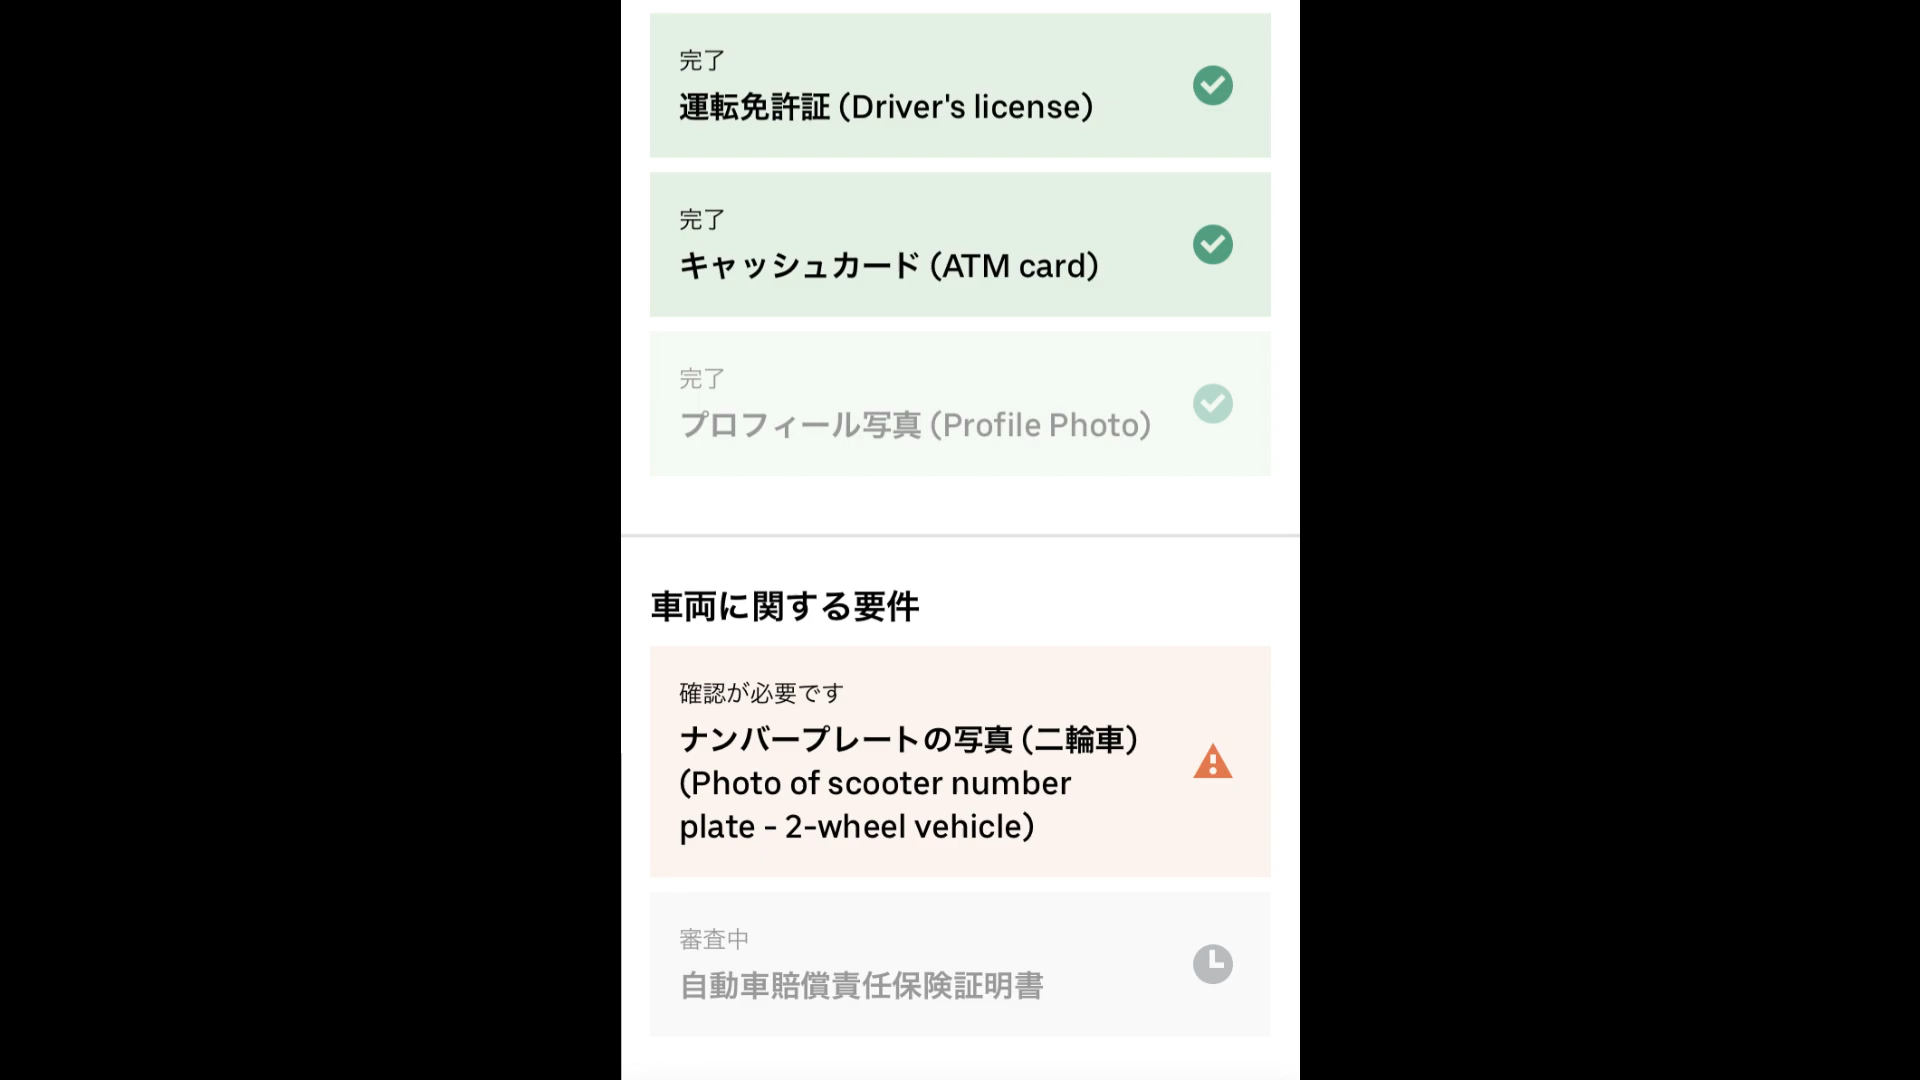 完了
運転免許証 (Driver's license)
完了
キャッシュカード (ATM card)
完了
プロフィール写真 (Profile Photo)
車両に関する要件
確認が必要です
ナンバープレートの写真 (二輪車)
(Photo of scooter number
plate - 2-wheel vehicle)
審査中
自動車賠償責任保険証明書